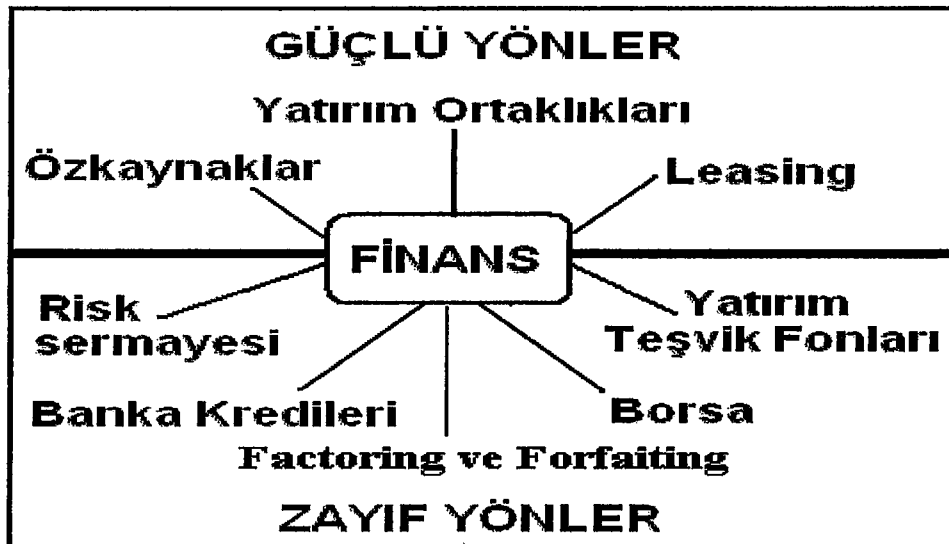 GÜÇLÜ YÖNLER
Yatırım Ortaklıkları
Özkaynaklar
Leasing
FİNANS
Risk
sermayesi
Yatırım
Teşvik Fonları
Banka Kredileri
Borsa
Factoring ve Forfaiting
ZAYIF YÖNLER